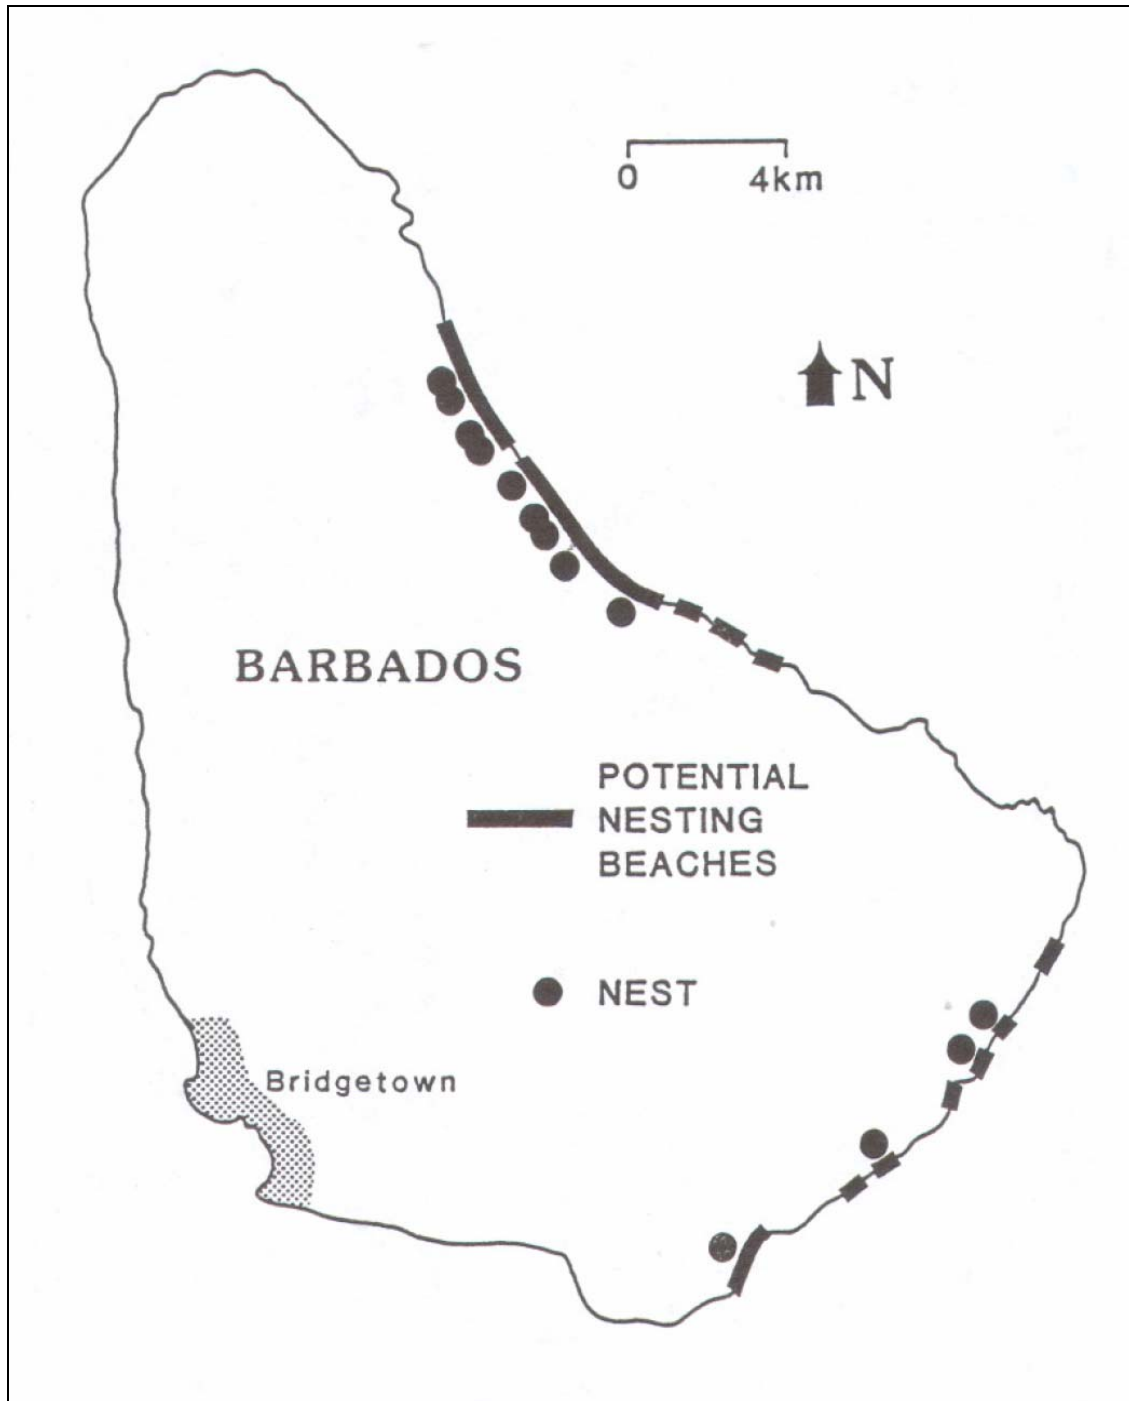 0 4km
N
BARBADOS
POTENTIAL
NESTING
BEACHES
NEST
Bridgetown